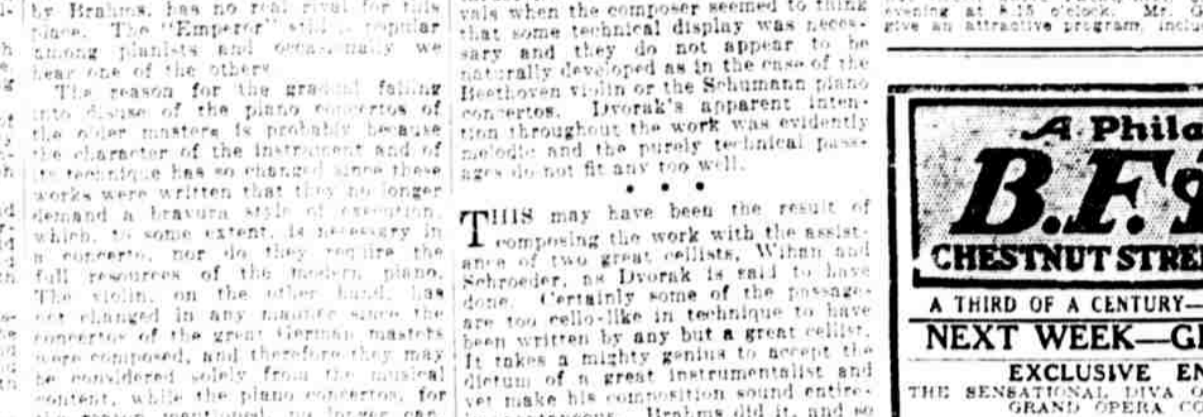 by Brahms, has no real rival for this
place. The "Emperor" still popular
among pianists and occasionally we
hear one of the others
The reason for the gradual falling
into disuse of the piano concertos of
the older masters is probably because
the character of the instrument and of
its technique has so changed since these
works were written that they no longer
demand a bravura style of execution,
which, to some extent, is necessary in
a concerto, nor do they require the
full resources of the modern piano.
The violin, on the other hand, has
not changed in any manner since the
concertos of the great German masters
were composed, and therefore they may
be considered solely from the musical
content, while the piano concertos, for
the reason mentioned, no longer can
vals when the composer seemed to think
that some technical display was neces-
sary and they do not appear to be
naturally developed as in the case of the
Beethoven violin or the Schumann piano
concertos. Dvorak's apparent inten-
tion throughout the work was evidently
melodic and the purely technical pass-
ages do not fit any too well.
• • •
THIS may have been the result of
composing the work with the assist-
ance of two great cellists, Wihan and
Schroeder, as Dvorak is said to have
done. Certainly some of the passages
are too cello-like in technique to have
been written by any but a great cellist.
It takes a mighty genius to accept the
dictum of a great instrumentalist and
yet make his composition sound entire-
Brahms did it, and so
evening at 8.15 o'clock. Mr.
give an attractive program, inclu
A Phila
B.F.
CHESTNUT STREE
A THIRD OF A CENTURY—
NEXT WEEK—G
EXCLUSIVE EN
THE SENSATIONAL DIVA
GRAND OPERA CO